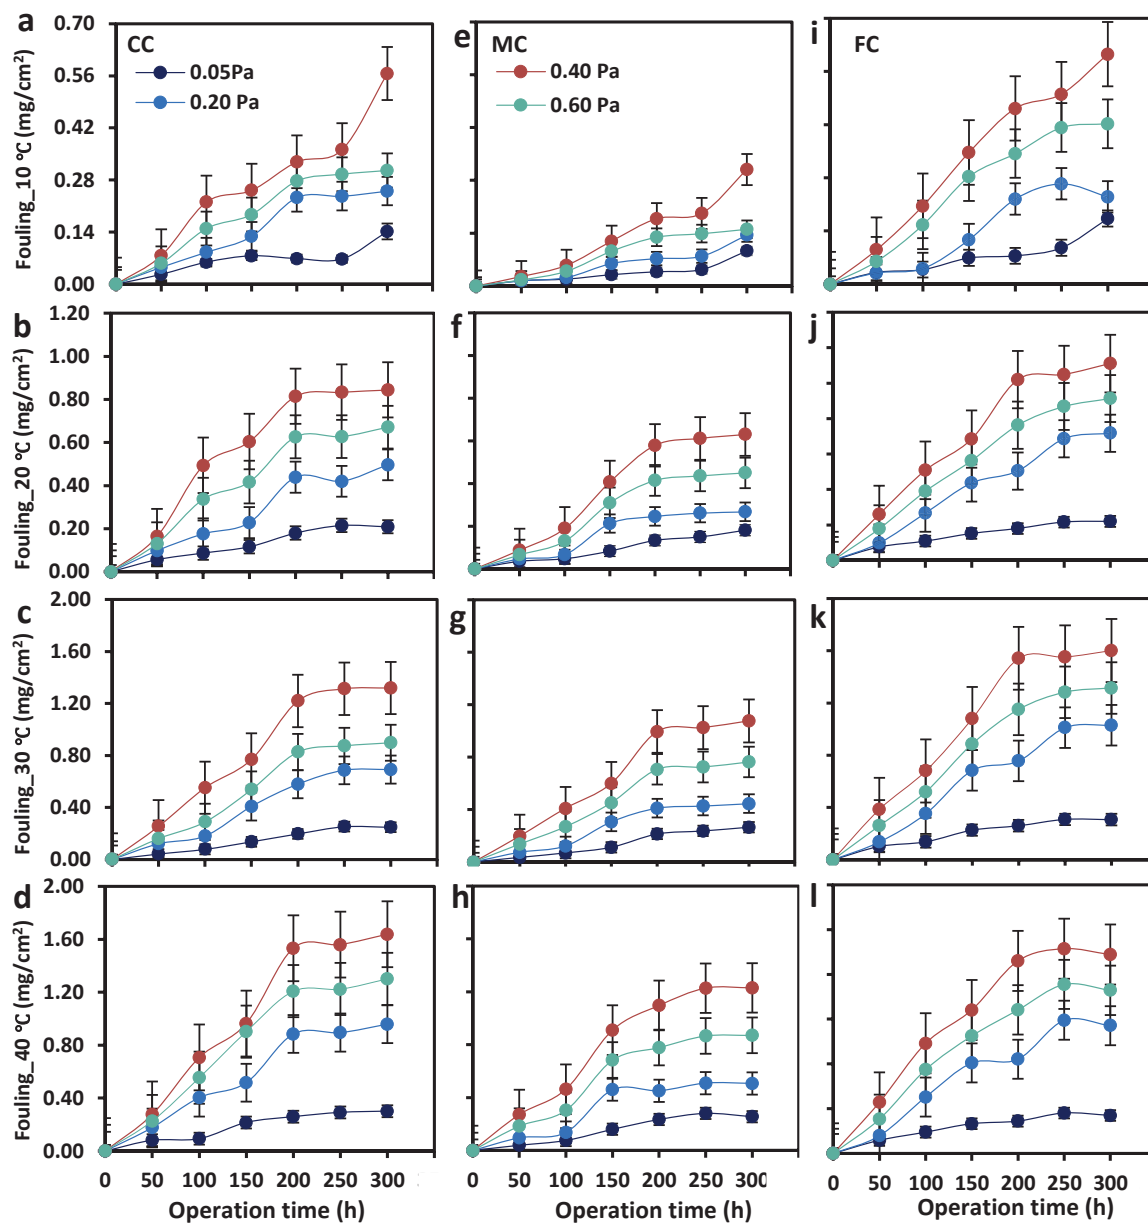 a
e
i
0.70
0.56
0.42
0.28
0.14
0.00
Fouling_10 ℃ (mg/cm²)
CC
0.05Pa
0.20 Pa
MC
0.40 Pa
0.60 Pa
FC
b
f
j
1.20
1.00
0.80
0.60
0.40
0.20
0.00
Fouling_20 ℃ (mg/cm²)
c
g
k
2.00
1.60
1.20
0.80
0.40
0.00
Fouling_30 ℃ (mg/cm²)
d
h
l
2.00
1.60
1.20
0.80
0.40
0.00
Fouling_40 ℃ (mg/cm²)
0 50 100 150 200 250 300
0 50 100 150 200 250 300
0 50 100 150 200 250 300
Operation time (h)
Operation time (h)
Operation time (h)